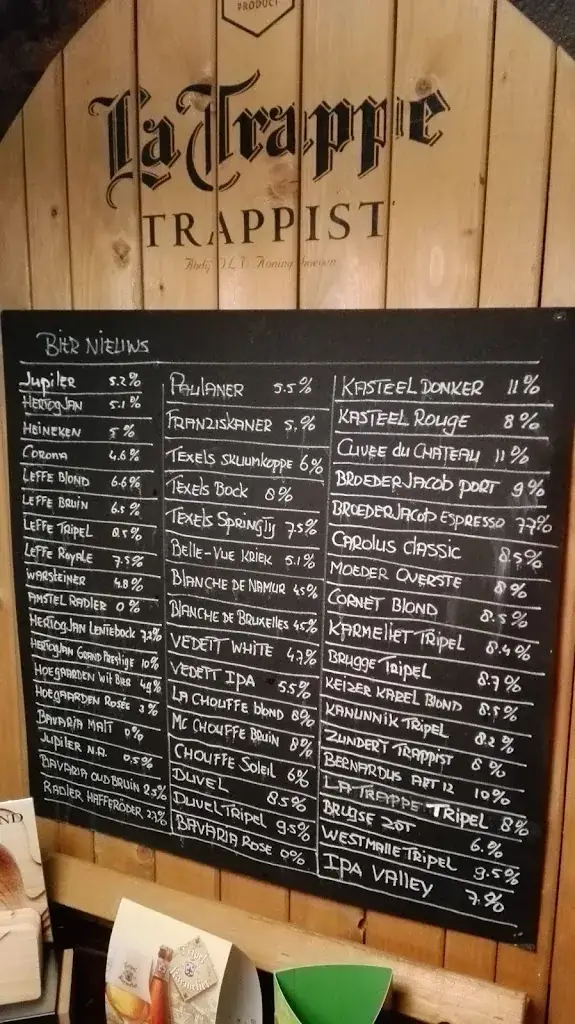 PRODUCT
La Trappe
TRAPPIST
BIER NIEUWS
Jupiler 5.2%
HERTOGJAN 5.1%
HEINEKEN 5%
Corona 4.6%
LEFFE BLOND 6.6%
LEFFE BRUIN 6.5%
LEFFE TRIPEL 8.5%
LEFFE ROYALE 7.5%
WARSTEINER 4.8%
AMSTEL RADLER 0%
HERTOGJAN LENTEBOCK 7.2%
HERTOGJAN GRAND PRESTIGE 10%
HOEGAARDEN WIT BIER 4.9%
HOEGAARDEN ROSÉE 3%
BAVARIA MALT 0%
JUPILER N.A. 0,5%
BAVARIA OUD BRUIN 2.5%
RADLER HAFFERÖDER 2,7%
PAULANER 5.5%
FRANZISKANER 5.%
TEXELS SKUUMKOPPE 6%
TEXELS BOCK
TEXELS SPRINGTIJ 7.5%
BELLE-VUE KRIEK 5.1%
BLANCHE DE NAMUR 4.5%
BLANCHE DE BRUXELLES 4.5%
VEDETT WHITE 4.7%
VEDETT IPA 5.5%
LA CHOUFFE blond 8%
MC CHOUFFE BRUIN 8%
CHOUFFE Soleil 6%
DUVEL 8.5%
DUVEL TRIPEL 9.5%
BAVARIA ROSE 0%
KASTEEL DONKER 11%
KASTEEL ROUGE 8%
CUVEE du CHATEAU 11%
BROEDER JACOB PORT 9%
BROEDER JACOB ESPRESSO 7.7%
CAROLUS classic 8.5%
MOEDER OVERSTE 8%
CORNET BLOND 8.5%
KARMELIET TRIPEL 8.4%
BRUGGE TRIPEL 8.7%
KEIZER KAREL BLOND 8.5%
KANUNNIK TRIPEL 8.2%
ZUNDERT TRAPPIST 8%
BERNARDUS ABT 12 10%
LA TRAPPE TRIPEL 8%
BRUGSE ZOT 6.%
WESTMALLE TRIPEL 9.5%
IPA VALLEY 7.%
Tripel
Karmeliet